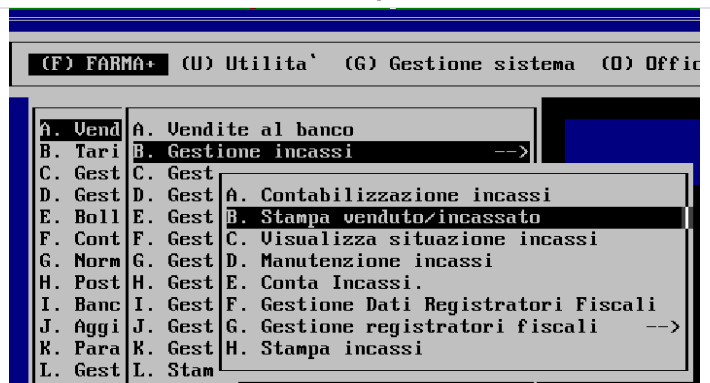 (F) FARMA+ (U) Utilita` (G) Gestione sistema (O) Offic
A. Vend
B. Tari
C. Gest
D. Gest
E. Boll
F. Cont
G. Norm
H. Post
I. Banc
J. Aggi
K. Para
L. Gest
A. Vendite al banco
B. Gestione incassi -->
C. Gest
D. Gest
E. Gest
F. Gest
G. Gest
H. Gest
I. Gest
J. Gest
K. Gest
L. Stam
A. Contabilizzazione incassi
B. Stampa venduto/incassato
C. Visualizza situazione incassi
D. Manutenzione incassi
E. Conta Incassi.
F. Gestione Dati Registratori Fiscali
G. Gestione registratori fiscali -->
H. Stampa incassi